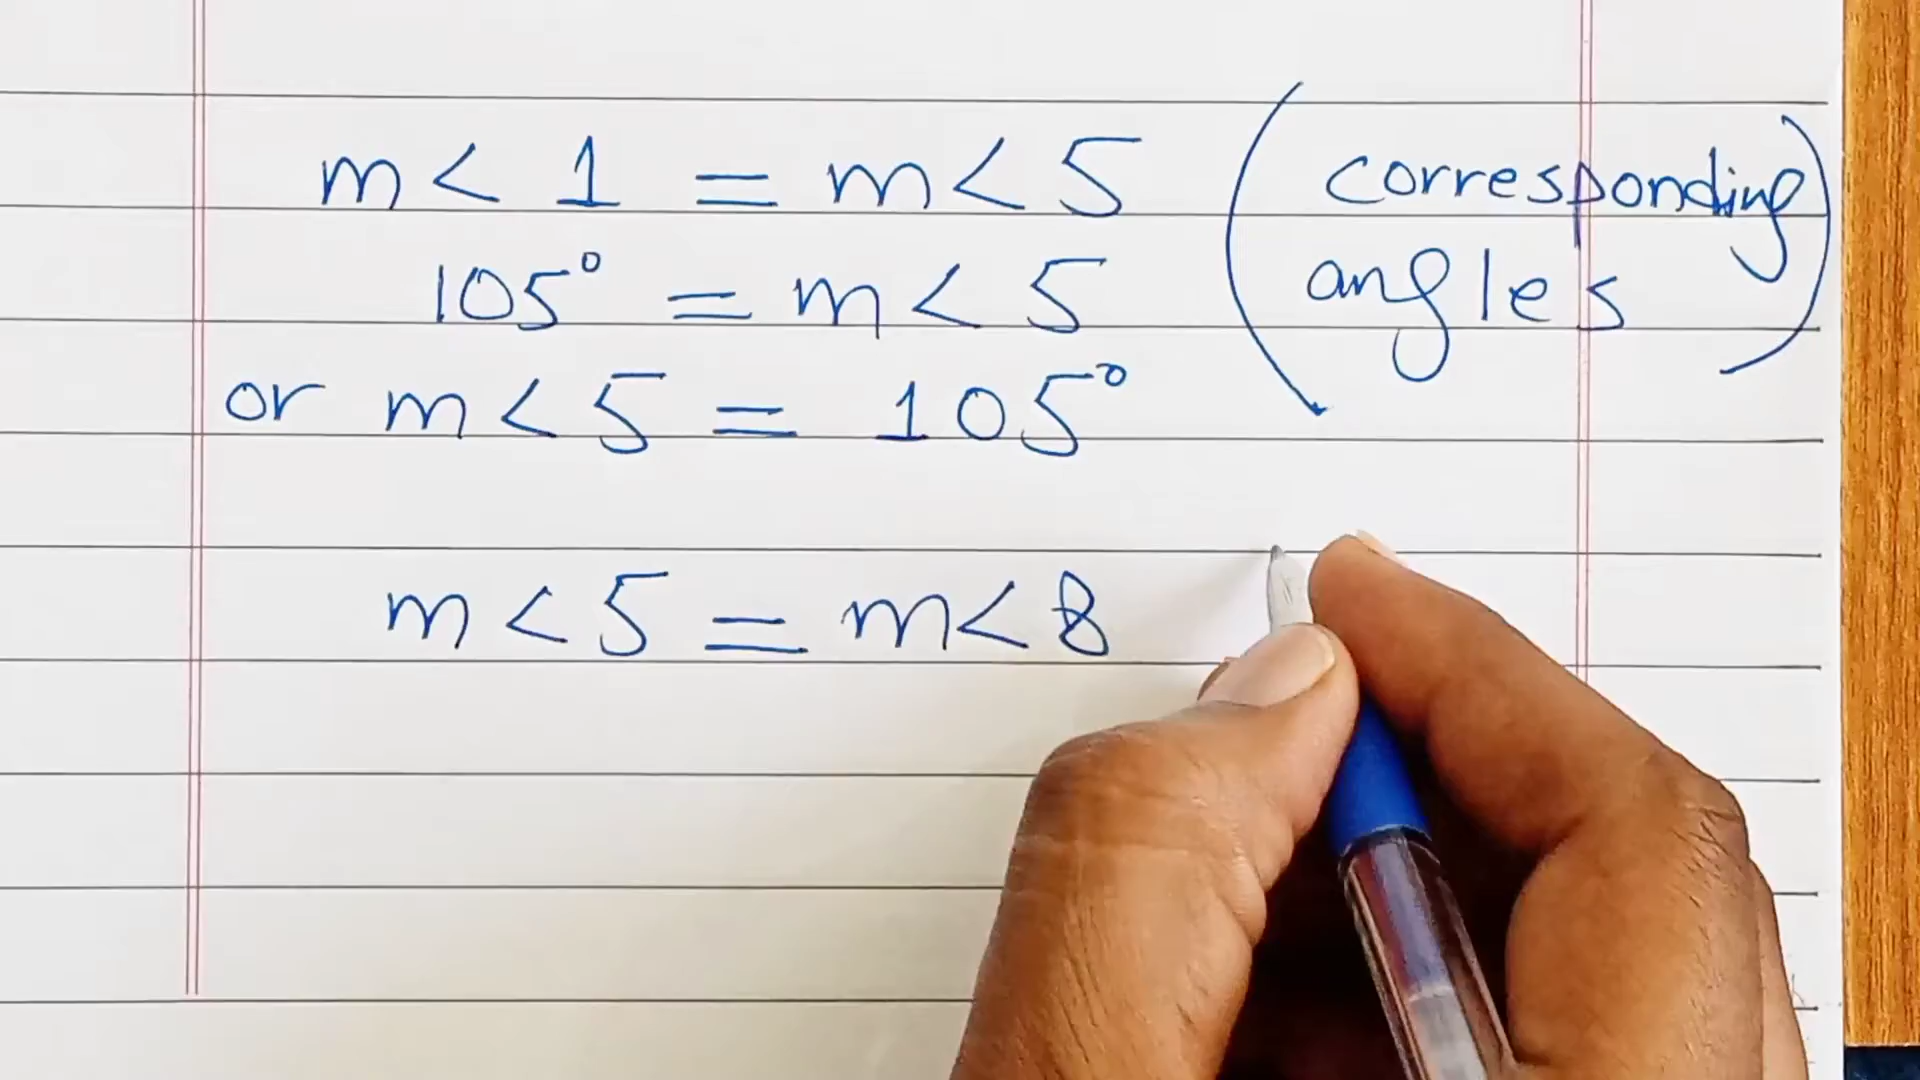 m< 1 = m< 5 (corresponding
angles)
105° = m< 5
or m< 5 = 105°
m< 5 = m< 8